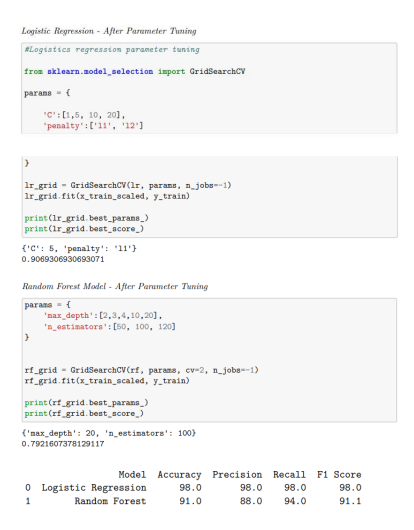 Logistic Regression - After Parameter Tuning
#Logistics regression parameter tuning
from sklearn.model_selection import GridSearchCV
params = {
'C':[1,5, 10, 20],
'penalty':['l1', 'l2']
}
lr_grid = GridSearchCV(lr, params, n_jobs=-1)
lr_grid.fit(x_train_scaled, y_train)
print(lr_grid.best_params_)
print(lr_grid.best_score_)
{'C': 5, 'penalty': 'l1'}
0.9069306930693071
Random Forest Model - After Parameter Tuning
params = {
'max_depth':[2,3,4,10,20],
'n_estimators':[50, 100, 120]
}
rf_grid = GridSearchCV(rf, params, cv=2, n_jobs=-1)
rf_grid.fit(x_train_scaled, y_train)
print(rf_grid.best_params_)
print(rf_grid.best_score_)
{'max_depth': 20, 'n_estimators': 100}
0.7921607378129117
Model Accuracy Precision Recall F1 Score
0 Logistic Regression 98.0 98.0 98.0 98.0
1 Random Forest 91.0 88.0 94.0 91.1